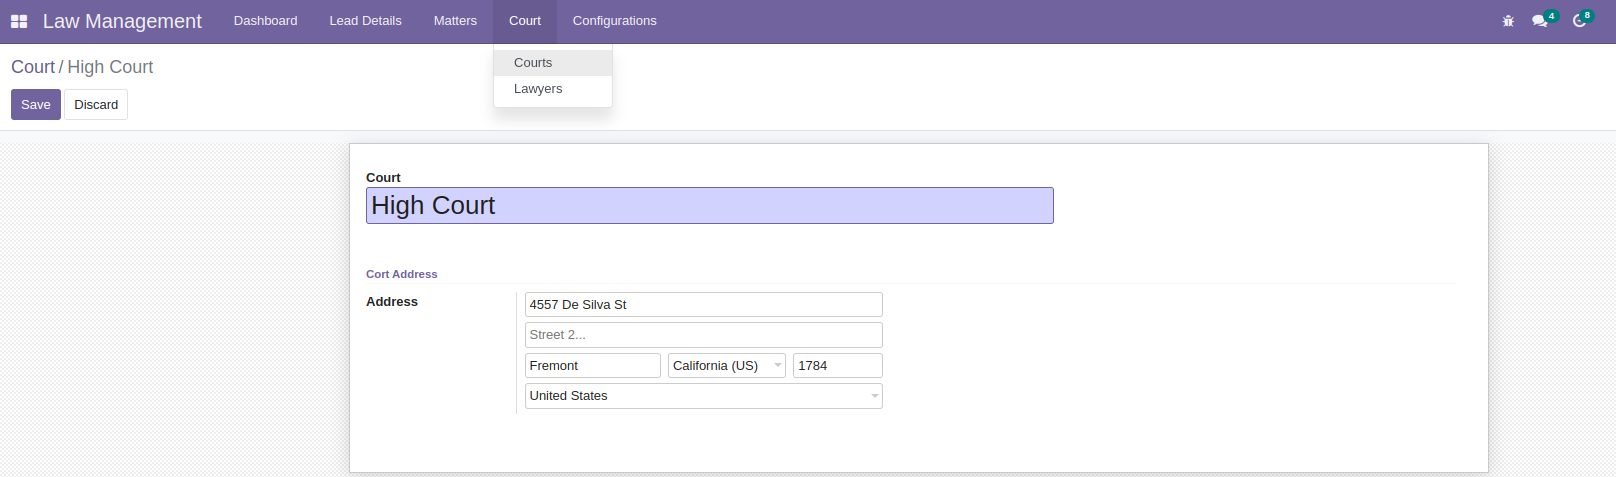 Law Management Dashboard Lead Details Matters Court Configurations 4 8
Courts
Lawyers
Court / High Court
Save Discard
Court
High Court
Cort Address
Address
4557 De Silva St
Street 2...
Fremont California (US) 1784
United States